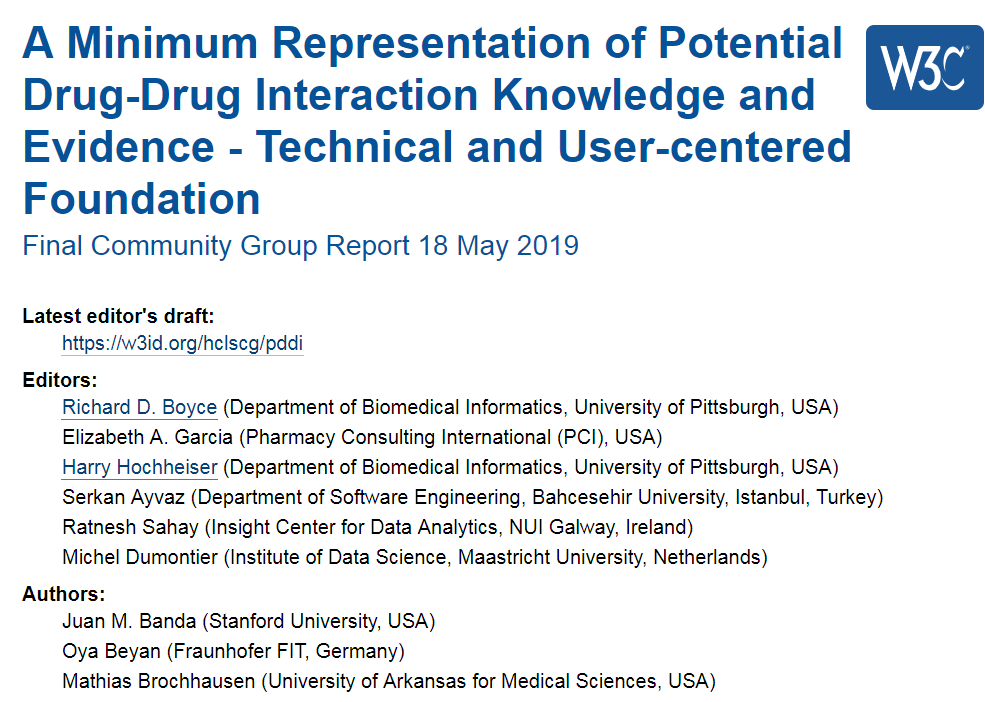 A Minimum Representation of Potential
Drug-Drug Interaction Knowledge and
Evidence - Technical and User-centered
Foundation
W3C®
Final Community Group Report 18 May 2019
Latest editor's draft:
https://w3id.org/hclscg/pddi
Editors:
Richard D. Boyce (Department of Biomedical Informatics, University of Pittsburgh, USA)
Elizabeth A. Garcia (Pharmacy Consulting International (PCI), USA)
Harry Hochheiser (Department of Biomedical Informatics, University of Pittsburgh, USA)
Serkan Ayvaz (Department of Software Engineering, Bahcesehir University, Istanbul, Turkey)
Ratnesh Sahay (Insight Center for Data Analytics, NUI Galway, Ireland)
Michel Dumontier (Institute of Data Science, Maastricht University, Netherlands)
Authors:
Juan M. Banda (Stanford University, USA)
Oya Beyan (Fraunhofer FIT, Germany)
Mathias Brochhausen (University of Arkansas for Medical Sciences, USA)